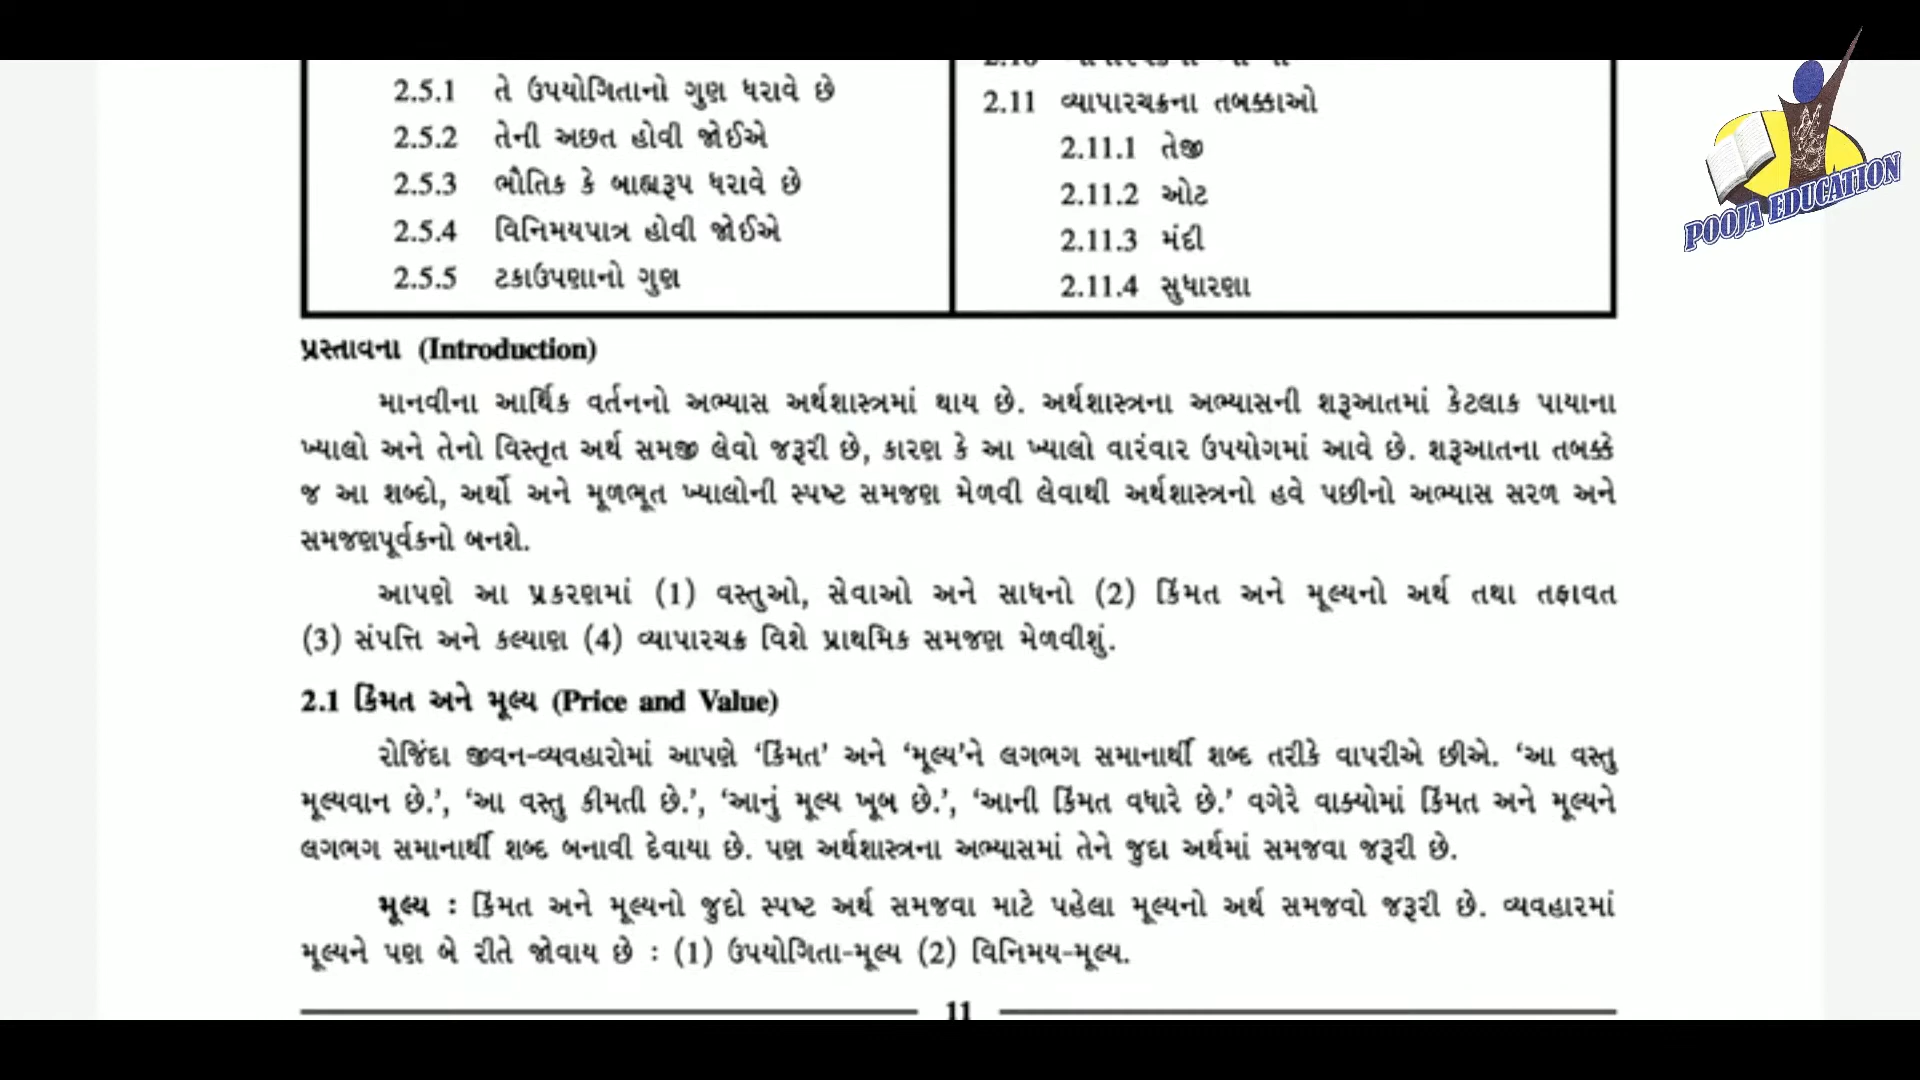 2.5.1 તે ઉપયોગિતાનો ગુણ ધરાવે છે
2.5.2 તેની અછત હોવી જોઈએ
2.5.3 ભૌતિક કે બાહ્યરૂપ ધરાવે છે
2.5.4 વિનિમયપાત્ર હોવી જોઈએ
2.5.5 ટકાઉપણાનો ગુણ
2.11 વ્યાપારચક્રના તબક્કાઓ
2.11.1 તેજી
2.11.2 ઓટ
2.11.3 મંદી
2.11.4 સુધારણા
POOJA EDUCATION
પ્રસ્તાવના (Introduction)
માનવીના આર્થિક વર્તનનો અભ્યાસ અર્થશાસ્ત્રમાં થાય છે. અર્થશાસ્ત્રના અભ્યાસની શરૂઆતમાં કેટલાક પાયાના
ખ્યાલો અને તેનો વિસ્તૃત અર્થ સમજી લેવો જરૂરી છે, કારણ કે આ ખ્યાલો વારંવાર ઉપયોગમાં આવે છે. શરૂઆતના તબક્કે
જ આ શબ્દો, અર્થો અને મૂળભૂત ખ્યાલોની સ્પષ્ટ સમજણ મેળવી લેવાથી અર્થશાસ્ત્રનો હવે પછીનો અભ્યાસ સરળ અને
સમજણપૂર્વકનો બનશે.
આપણે આ પ્રકરણમાં (1) વસ્તુઓ, સેવાઓ અને સાધનો (2) કિંમત અને મૂલ્યનો અર્થ તથા તફાવત
(3) સંપત્તિ અને કલ્યાણ (4) વ્યાપારચક્ર વિશે પ્રાથમિક સમજણ મેળવીશું.
2.1 કિંમત અને મૂલ્ય (Price and Value)
રોજિંદા જીવન-વ્યવહારોમાં આપણે ‘કિંમત’ અને ‘મૂલ્ય’ને લગભગ સમાનાર્થી શબ્દ તરીકે વાપરીએ છીએ. ‘આ વસ્તુ
મૂલ્યવાન છે.’, ‘આ વસ્તુ કીમતી છે.’, ‘આનું મૂલ્ય ખૂબ છે.’, ‘આની કિંમત વધારે છે.’ વગેરે વાક્યોમાં કિંમત અને મૂલ્યને
લગભગ સમાનાર્થી શબ્દ બનાવી દેવાયા છે. પણ અર્થશાસ્ત્રના અભ્યાસમાં તેને જુદા અર્થમાં સમજવા જરૂરી છે.
મૂલ્ય : કિંમત અને મૂલ્યનો જુદો સ્પષ્ટ અર્થ સમજવા માટે પહેલા મૂલ્યનો અર્થ સમજવો જરૂરી છે. વ્યવહારમાં
મૂલ્યને પણ બે રીતે જોવાય છે : (1) ઉપયોગિતા-મૂલ્ય (2) વિનિમય-મૂલ્ય.
11